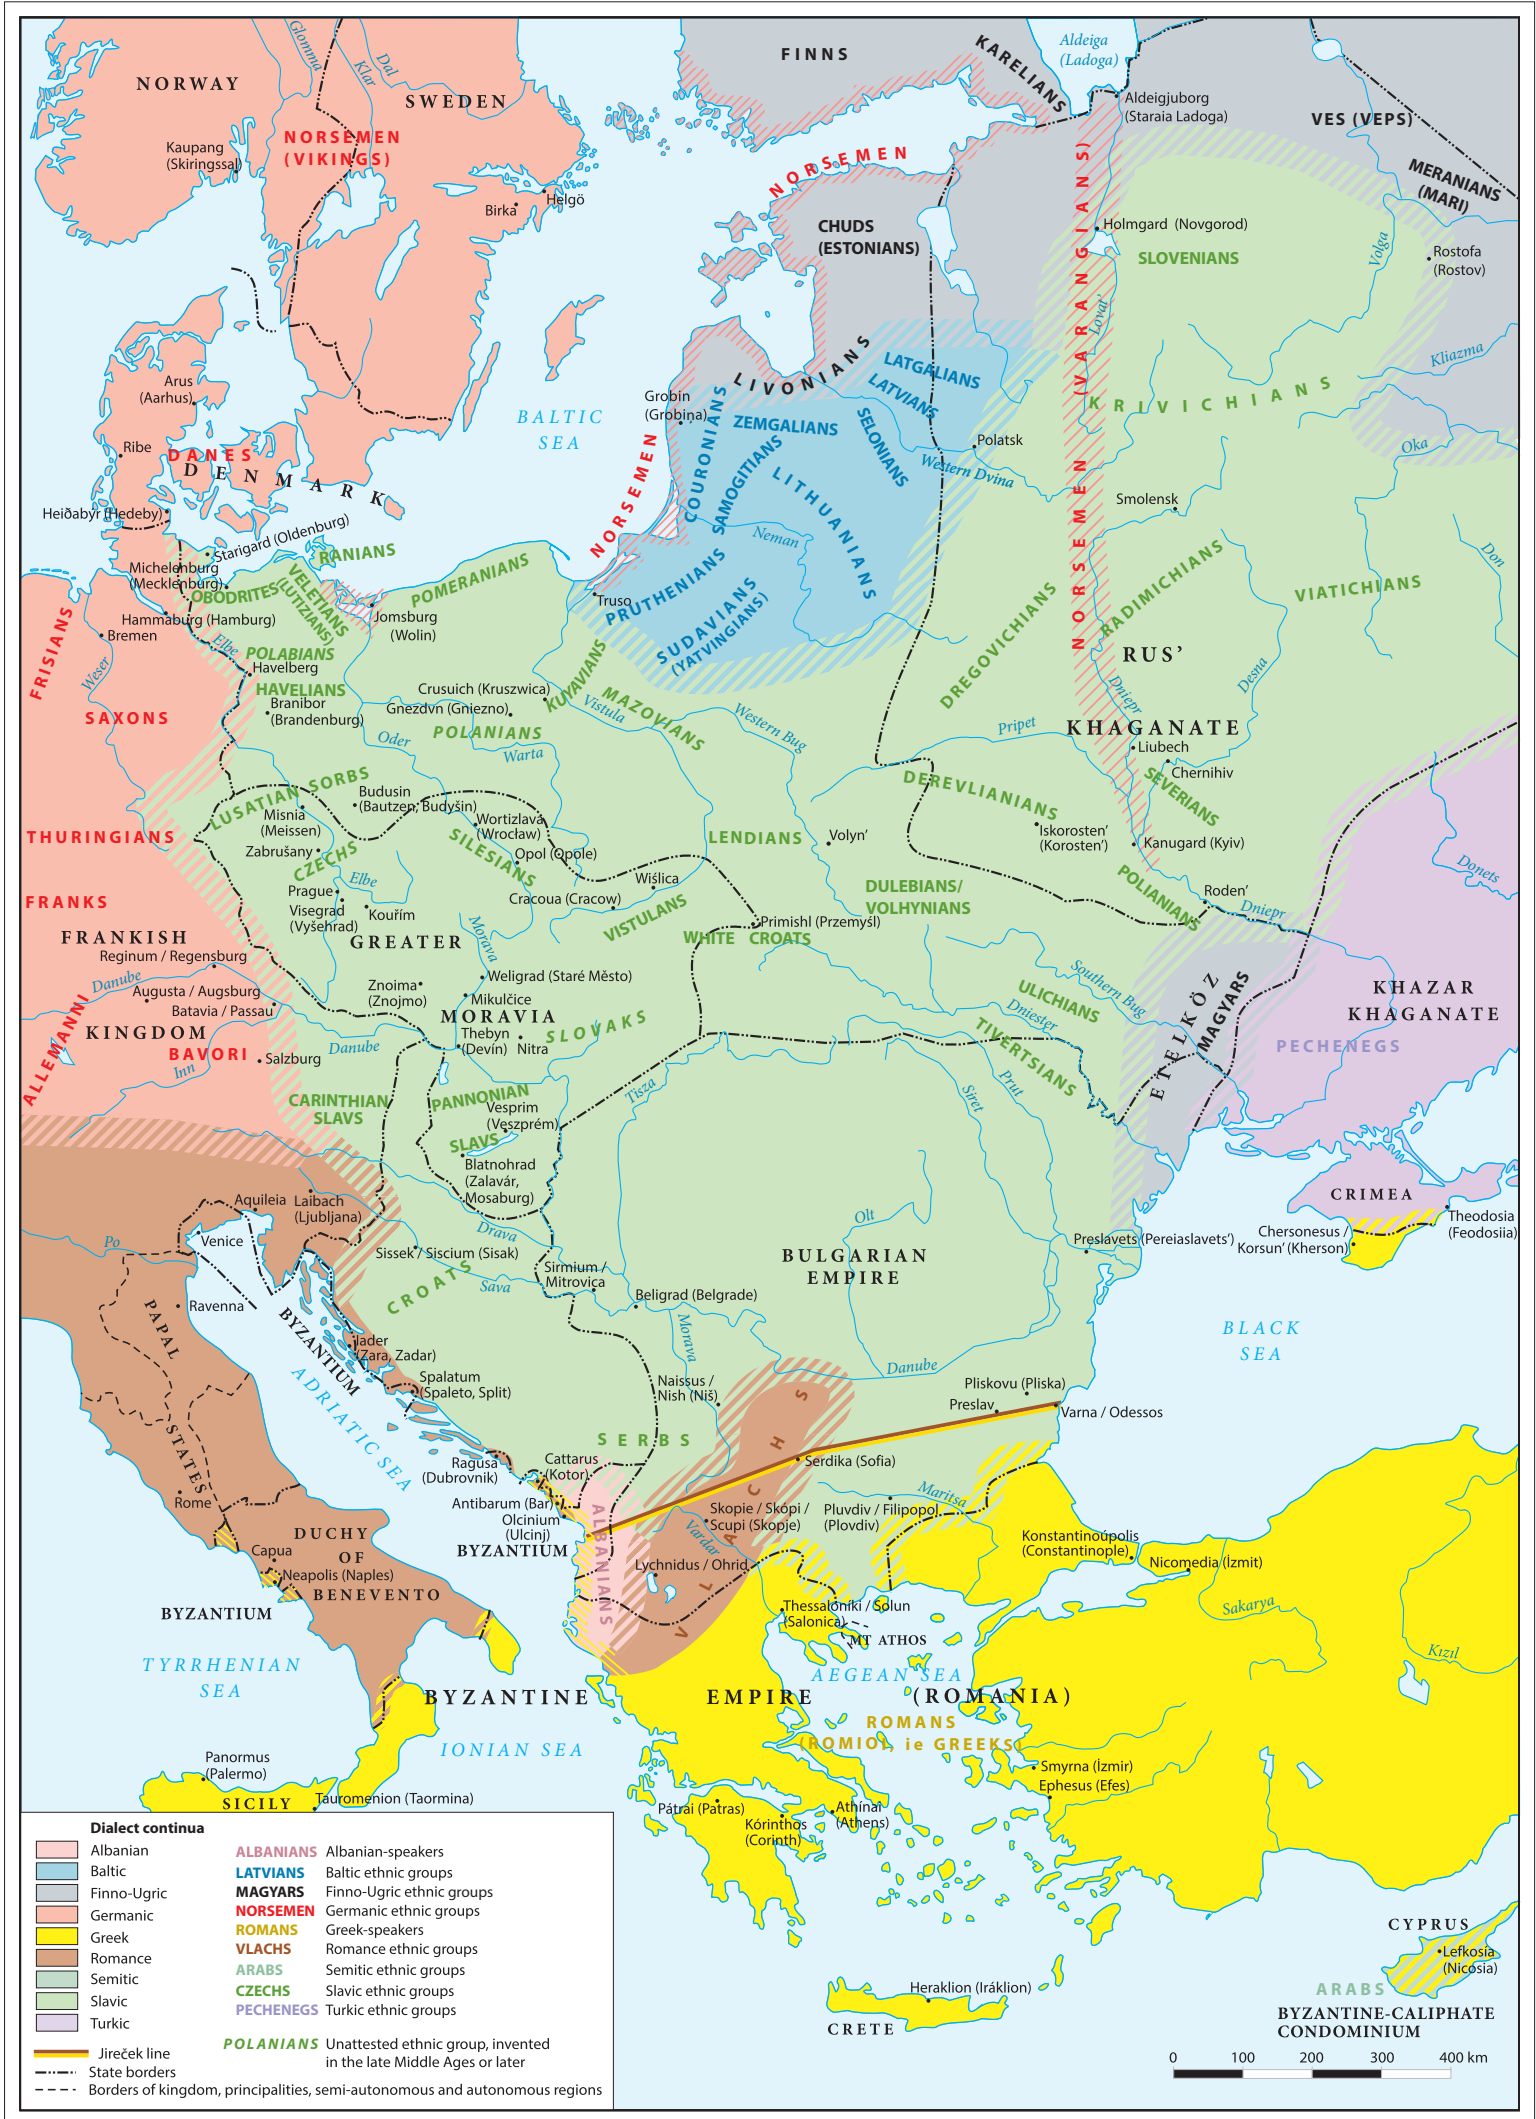 FINNS
KARELIANS
Aldeiga
(Ladoga)
Glomma
Klar
Dal
NORWAY
SWEDEN
Aldeigjuborg
(Staraia Ladoga)
VES (VEPS)
NORSEMEN
(VIKINGS)
Kaupang
(Skiringssal)
NORSEMEN
MERANIANS
(MARI)
Birka
Helgö
CHUDS
(ESTONIANS)
Holmgard (Novgorod)
SLOVENIANS
Volga
Rostofa
(Rostov)
Lovat'
NORSEMEN (VARANGIANS)
LIVONIANS
LATGALIANS
LATVIANS
Kliazma
Arus
(Aarhus)
Grobin
(Grobiņa)
BALTIC
SEA
COURONIANS
ZEMGALIANS
SELONIANS
KRIVICHIANS
Ribe
DANES
DENMARK
NORSEMEN
SAMOGITIANS
LITHUANIANS
Polatsk
Western Dvina
Oka
Smolensk
Heiðabýr (Hedeby)
Starigard (Oldenburg)
RANIANS
Neman
Don
Michelenburg
(Mecklenburg)
OBODRITES
VELETIANS
(LUTIZIANS)
POMERANIANS
Truso
PRUTHENIANS
SUDAVIANS
(YATVINGIANS)
DREGOVICHIANS
RADIMICHIANS
VIATICHIANS
Hammaburg (Hamburg)
Jomsburg
(Wolin)
FRISIANS
Bremen
Weser
Elbe
POLABIANS
Havelberg
HAVELIANS
Branibor
(Brandenburg)
SAXONS
Crusuich (Kruszwica)
Gnezdvn (Gniezno)
KUYAVIANS
Vistula
MAZOVIANS
Western Bug
POLANIANS
Oder
Warta
RUS’
KHAGANATE
Dniepr
Desna
Pripet
Liubech
Chernihiv
SEVERIANS
DEREVLIANIANS
LUSATIAN SORBS
Budusin
(Bautzen, Budyšin)
Misnia
(Meissen)
Wortizlavá
(Wrocław)
SILESIANS
THURINGIANS
Zabrušany
CZECHS
Opol (Opole)
LENDIANS
Volyn’
Iskorosten’
(Korosten’)
Kanugard (Kyiv)
Donets
Prague
Elbe
Visegrad
(Vyšehrad)
Kouřim
Wiślica
Cracoua (Cracow)
VISTULANS
DULEBIANS/
VOLHYNIANS
POLIANIANS
Roden’
Dniepr
FRANKS
FRANKISH
Reginum / Regensburg
GREATER
Morava
Primishl (Przemyśl)
WHITE CROATS
Danube
Augusta / Augsburg
Batavia / Passau
Znoima
(Znojmo)
Weligrad (Staré Město)
Mikulčice
MORAVIA
ULICHIANS
Southern Bug
Dniester
TIVERTSIANS
ETELKÖZ
MAGYARS
KHAZAR
KHAGANATE
PECHENEGS
ALLEMANNI
KINGDOM
BAVORI
Salzburg
Inn
Danube
Thebyn
(Devín)
Nitra
SLOVAKS
Tisza
Siret
Prut
CARINTHIAN
SLAVS
PANNONIAN
SLAVS
Vesprim
(Veszprém)
Blatnohrad
(Zalavár,
Mosaburg)
Aquileia
Laibach
(Ljubljana)
Po
Venice
Drava
Sissek / Siscium (Sisak)
CROATS
Sava
Sirmium /
Mitrovica
Beligrad (Belgrade)
Olt
BULGARIAN
EMPIRE
Preslavets (Pereiaslavets’)
CRIMEA
Theodosia
(Feodosiia)
Chersonesus /
Korsun’ (Kherson)
Ravenna
PAPAL
STATES
BYZANTIUM
Iader
(Zara, Zadar)
ADRIATIC SEA
Spalatum
(Spaleto, Split)
Morava
Naissus /
Nish (Niš)
Danube
BLACK
SEA
Pliskovu (Pliska)
Preslav
Varna / Odessos
SERBS
VLACHS
Serdika (Sofia)
Ragusa
(Dubrovnik)
Cattarus
(Kotor)
Antibarum (Bar)
Olcinium
(Ulcinj)
BYZANTIUM
ALBANIANS
Skopie / Skópi /
Scupi (Skopje)
Vardar
Lychnidus / Ohrid
Maritsa
Pluvdiv / Filipopol
(Plovdiv)
Rome
DUCHY
OF
BENEVENTO
Capua
Neapolis (Naples)
BYZANTIUM
Konstantinoúpolis
(Constantinople)
Nicomedia (İzmit)
Thessaloníki / Solun
(Salonica)
MT ATHOS
Sakarya
Kızıl
TYRRHENIAN
SEA
AEGEAN SEA
BYZANTINE EMPIRE (ROMANIA)
ROMANS
(ROMIOI, ie GREEKS)
IONIAN SEA
Panormus
(Palermo)
SICILY
Tauromenion (Taormina)
Smyrna (İzmir)
Ephesus (Efes)
Pátrai (Patras)
Kórinthos
(Corinth)
Athínai
(Athens)
Heraklion (Iráklion)
CRETE
CYPRUS
Lefkosía
(Nicosia)
ARABS
BYZANTINE-CALIPHATE
CONDOMINIUM
0 100 200 300 400 km
Dialect continua
Albanian
Baltic
Finno-Ugric
Germanic
Greek
Romance
Semitic
Slavic
Turkic
ALBANIANS Albanian-speakers
LATVIANS Baltic ethnic groups
MAGYARS Finno-Ugric ethnic groups
NORSEMEN Germanic ethnic groups
ROMANS Greek-speakers
VLACHS Romance ethnic groups
ARABS Semitic ethnic groups
CZECHS Slavic ethnic groups
PECHENEGS Turkic ethnic groups
POLANIANS Unattested ethnic group, invented
in the late Middle Ages or later
Jireček line
State borders
Borders of kingdom, principalities, semi-autonomous and autonomous regions